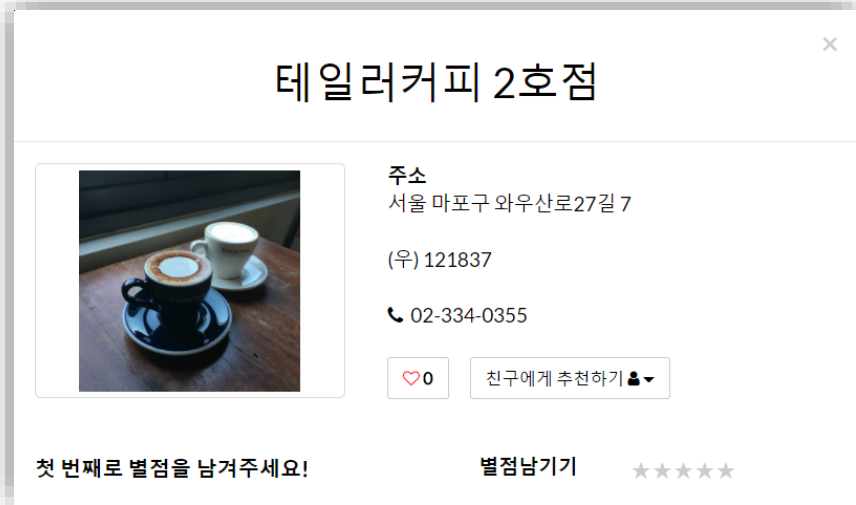 ×
테일러커피 2호점
주소
서울 마포구 와우산로27길 7
(우) 121837
02-334-0355
0
친구에게 추천하기
첫 번째로 별점을 남겨주세요!
별점남기기 ★★★★★